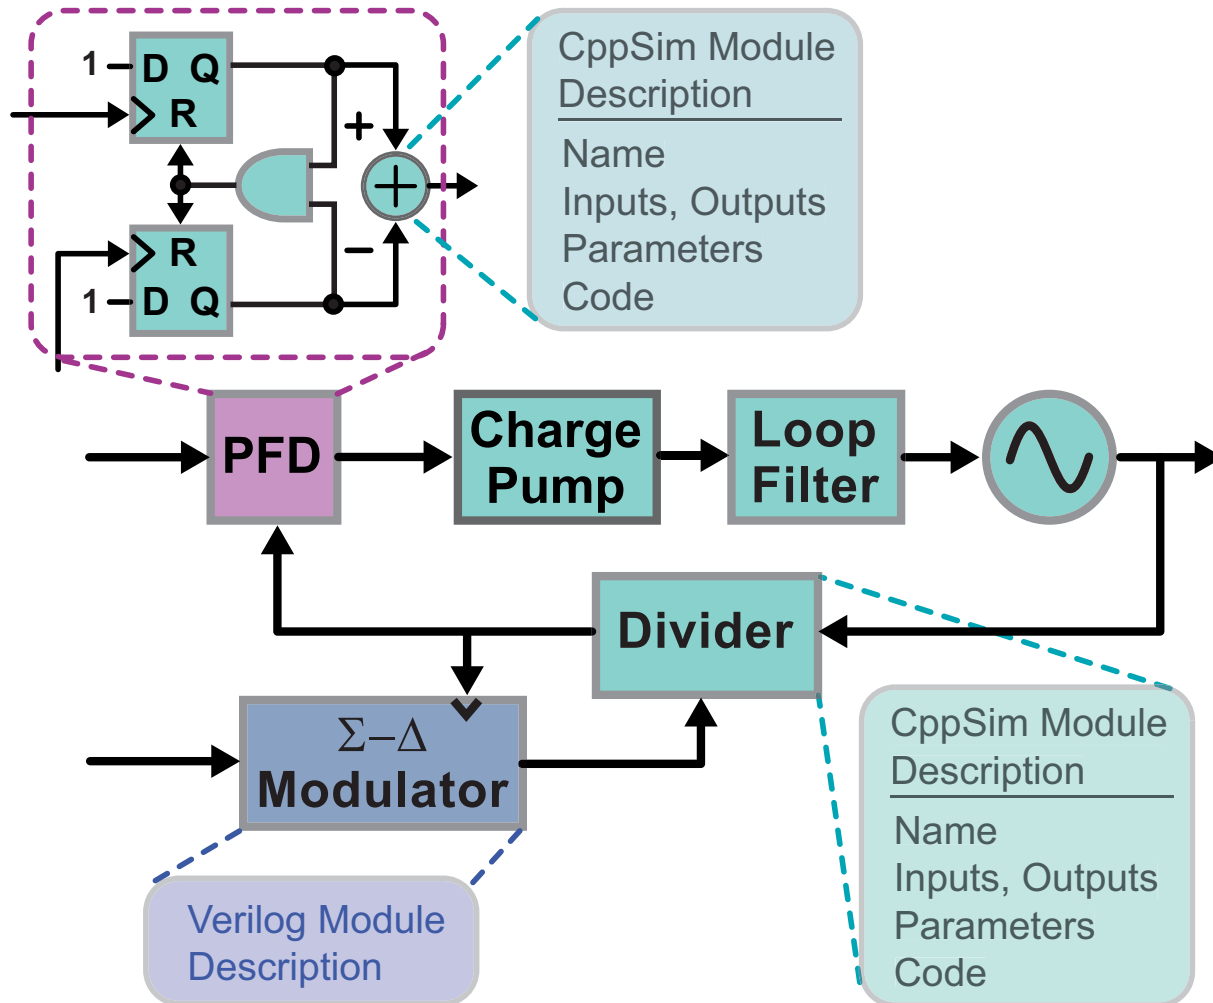 1 D Q
R
+
CppSim Module
Description
Name
Inputs, Outputs
Parameters
Code
R
1 D Q
−
PFD
Charge
Pump
Loop
Filter
Divider
Σ−Δ
Modulator
Verilog Module
Description
CppSim Module
Description
Name
Inputs, Outputs
Parameters
Code